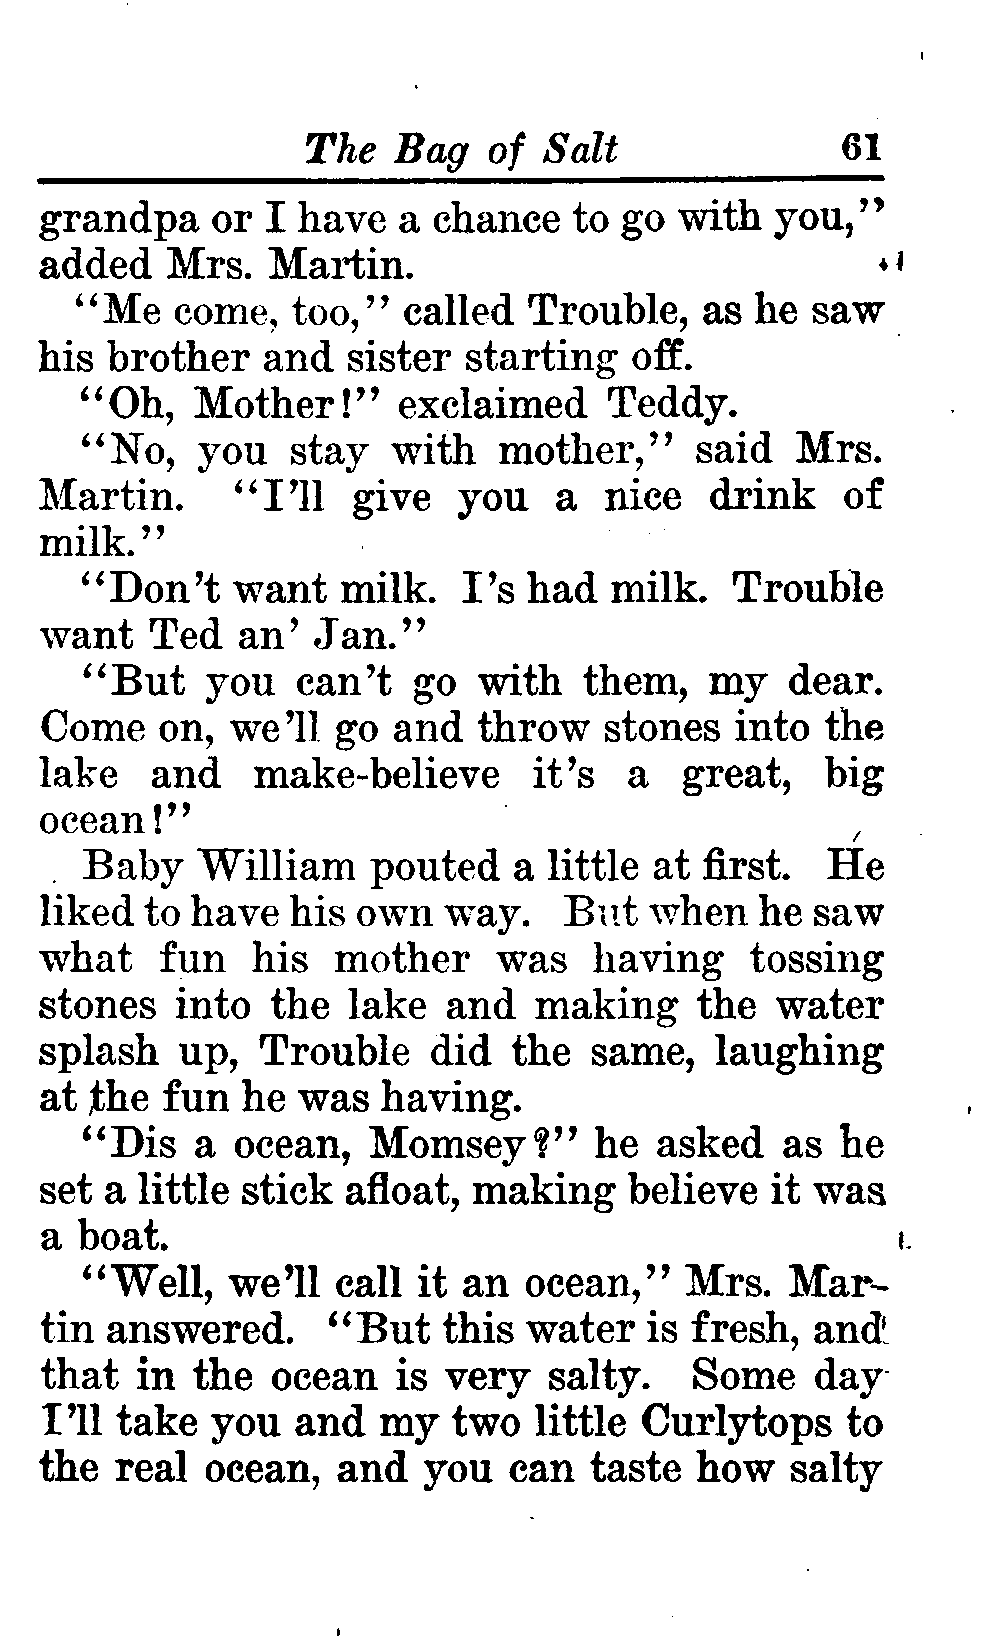 The Bag of Salt 61
grandpa or I have a chance to go with you,"
added Mrs. Martin.
"Me come, too," called Trouble, as he saw
his brother and sister starting off.
"Oh, Mother!" exclaimed Teddy.
"No, you stay with mother," said Mrs.
Martin. "I'll give you a nice drink of
milk."
"Don't want milk. I's had milk. Trouble
want Ted an' Jan."
"But you can't go with them, my dear.
Come on, we'll go and throw stones into the
lake and make-believe it's a great, big
ocean!"
Baby William pouted a little at first. He
liked to have his own way. But when he saw
what fun his mother was having tossing
stones into the lake and making the water
splash up, Trouble did the same, laughing
at the fun he was having.
"Dis a ocean, Momsey?" he asked as he
set a little stick afloat, making believe it was
a boat.
"Well, we'll call it an ocean," Mrs. Mar-
tin answered. "But this water is fresh, and
that in the ocean is very salty. Some day
I'll take you and my two little Curlytops to
the real ocean, and you can taste how salty